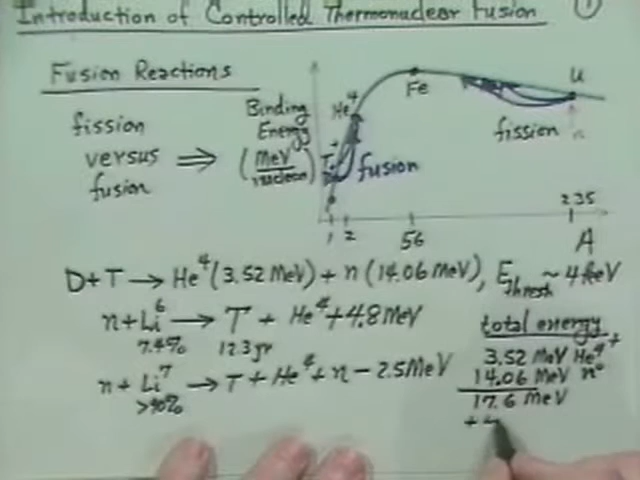 Introduction of Controlled Thermonuclear Fusion 1
Fusion Reactions
fission
versus
fusion
⇒
Binding
Energy
(MeV/nucleon)
He⁴
T
D
fusion
Fe
U
fission
n
1 2 56 235
A
D+T → He⁴(3.52 MeV) + n (14.06 MeV), E Thresh ~ 4 keV
n + Li⁶ → T + He⁴ + 4.8 MeV
7.4% 12.3 yr
n + Li⁷ → T + He⁴ + n − 2.5 MeV
total energy
3.52 MeV He⁴⁺
14.06 MeV n⁰
17.6 MeV
+ 4